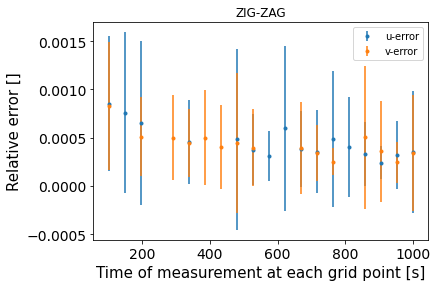 ZIG-ZAG
u-error
v-error
0.0015
0.0010
0.0005
0.0000
−0.0005
Relative error []
200
400
600
800
1000
Time of measurement at each grid point [s]